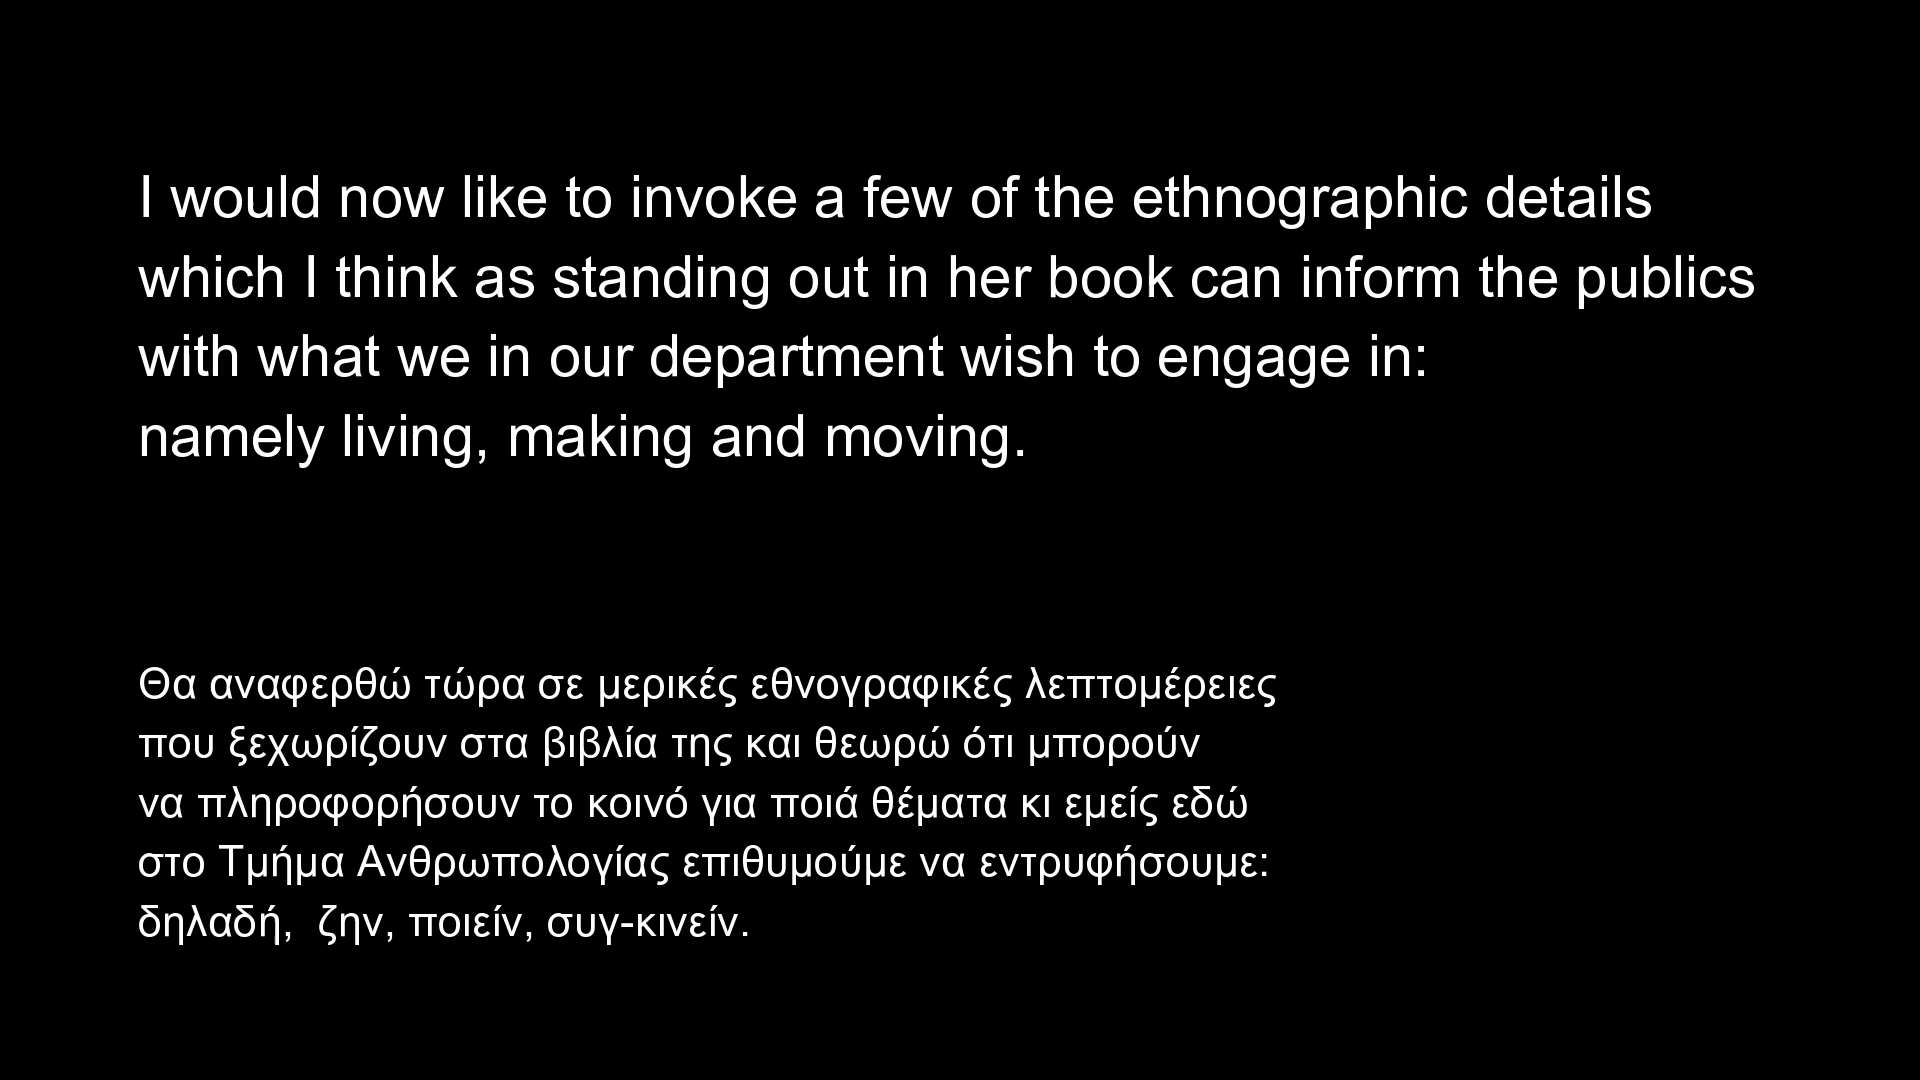 I would now like to invoke a few of the ethnographic details
which I think as standing out in her book can inform the publics
with what we in our department wish to engage in:
namely living, making and moving.
Θα αναφερθώ τώρα σε μερικές εθνογραφικές λεπτομέρειες
που ξεχωρίζουν στα βιβλία της και θεωρώ ότι μπορούν
να πληροφορήσουν το κοινό για ποιά θέματα κι εμείς εδώ
στο Τμήμα Ανθρωπολογίας επιθυμούμε να εντρυφήσουμε:
δηλαδή,  ζην, ποιείν, συγ-κινείν.